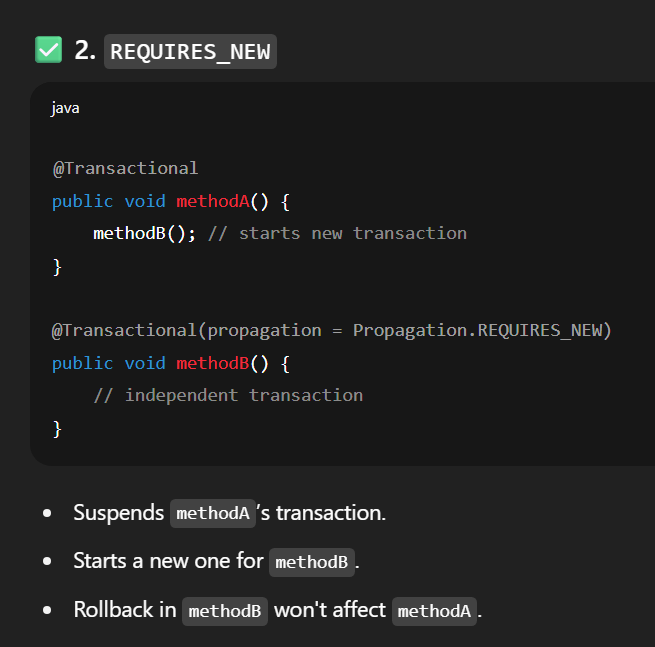 ✅ 2. REQUIRES_NEW
java
@Transactional
public void methodA() {
    methodB(); // starts new transaction
}
@Transactional(propagation = Propagation.REQUIRES_NEW)
public void methodB() {
    // independent transaction
}
• Suspends methodA’s transaction.
• Starts a new one for methodB.
• Rollback in methodB won't affect methodA.